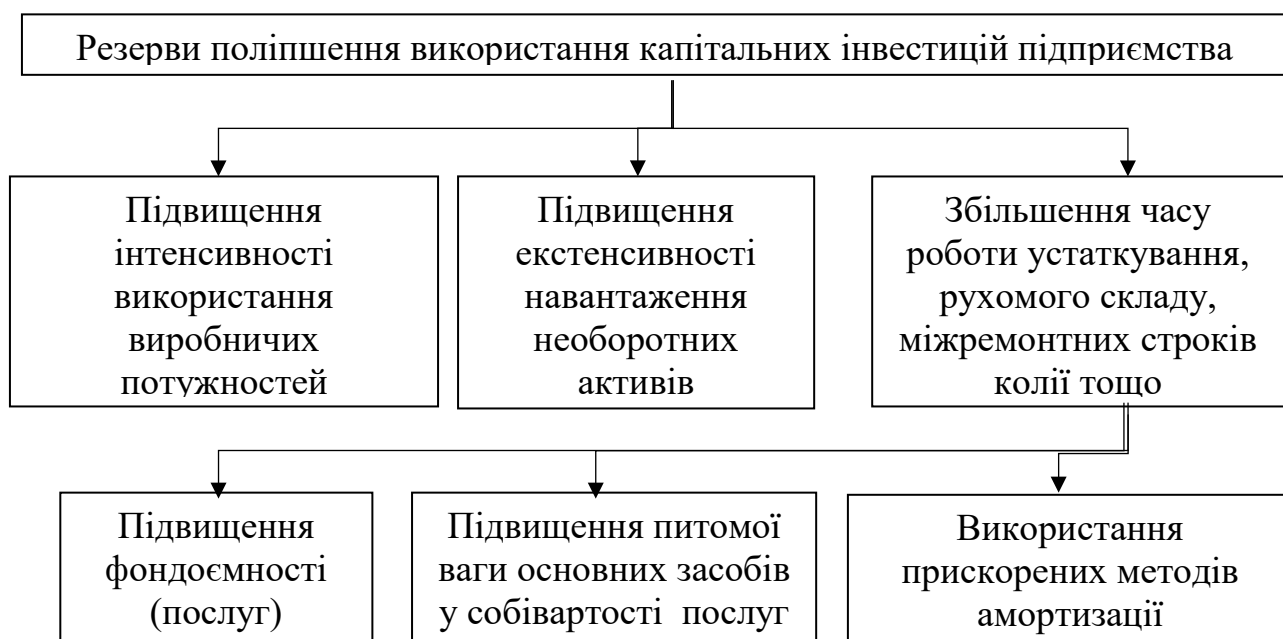 Резерви поліпшення використання капітальних інвестицій підприємства
Підвищення
інтенсивності
використання
виробничих
потужностей
Підвищення
екстенсивності
навантаження
необоротних
активів
Збільшення часу
роботи устаткування,
рухомого складу,
міжремонтних строків
колії тощо
Підвищення
фондоємності
(послуг)
Підвищення питомої
ваги основних засобів
у собівартості послуг
Використання
прискорених методів
амортизації